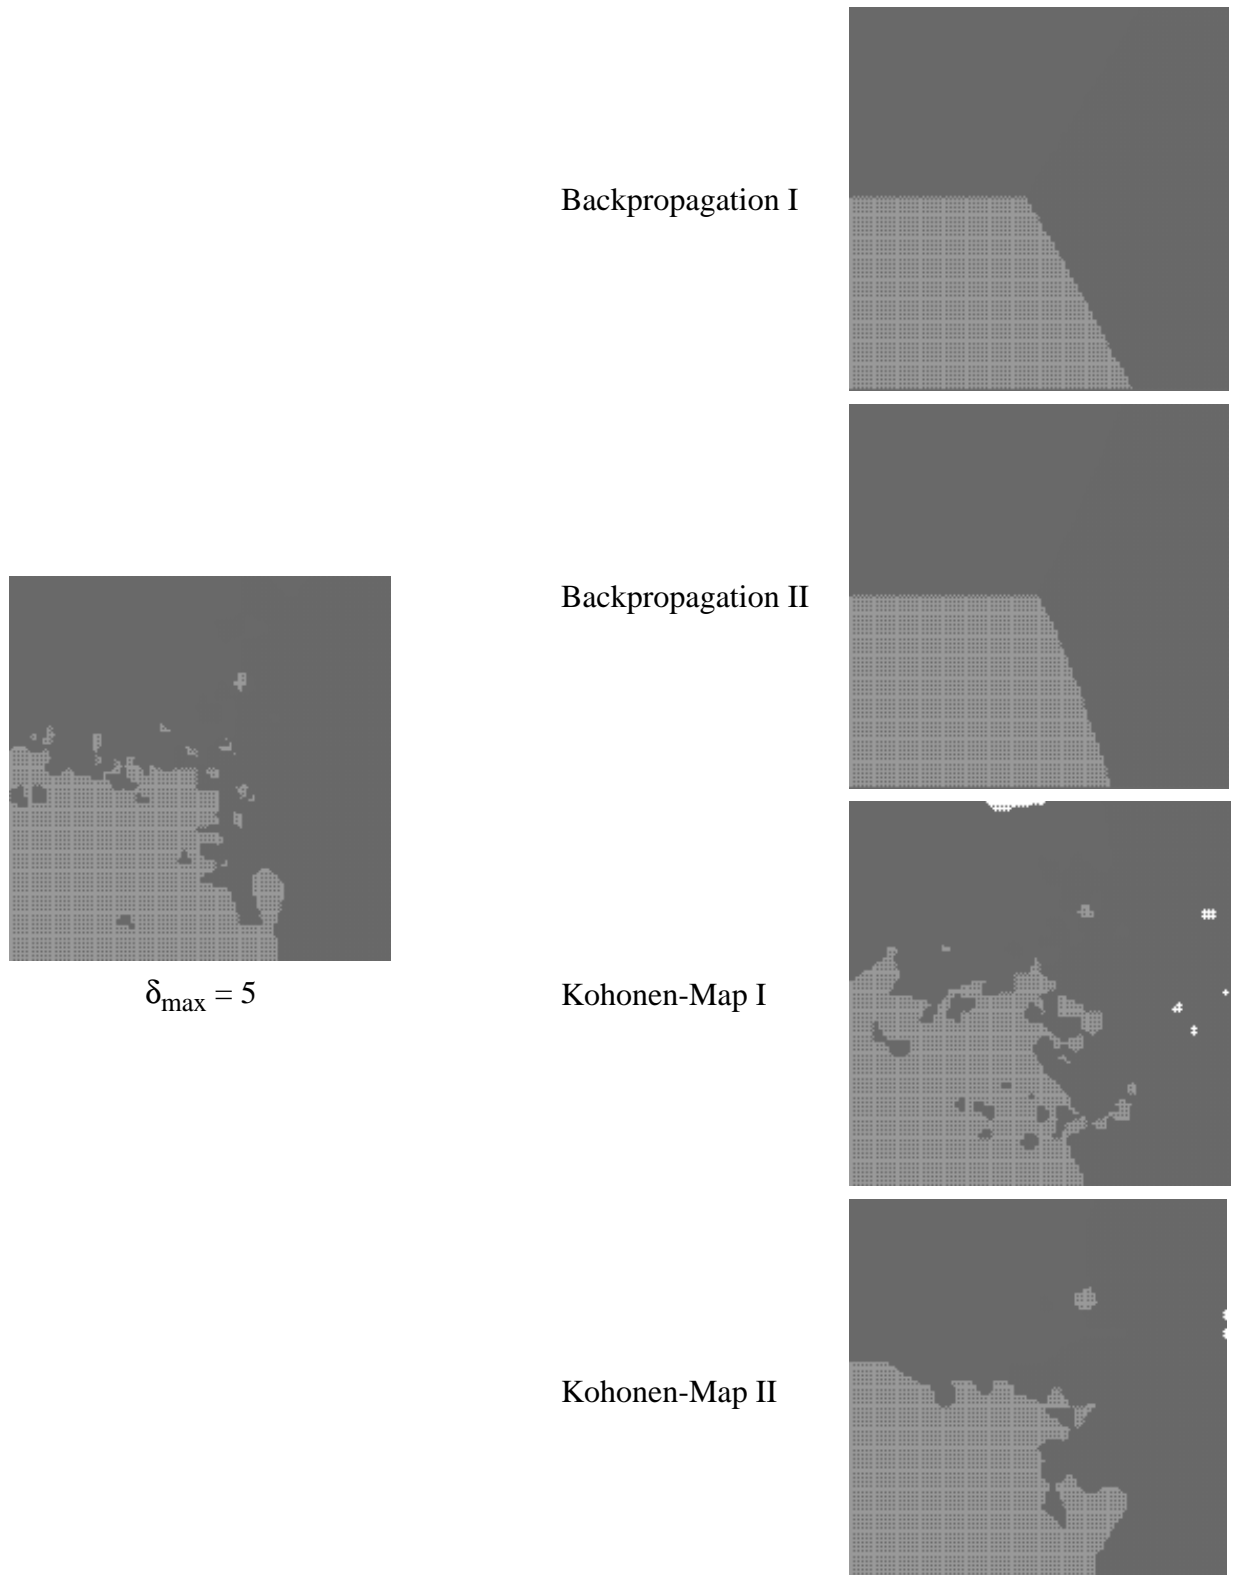 Backpropagation I
Backpropagation II
δmax = 5
Kohonen-Map I
Kohonen-Map II